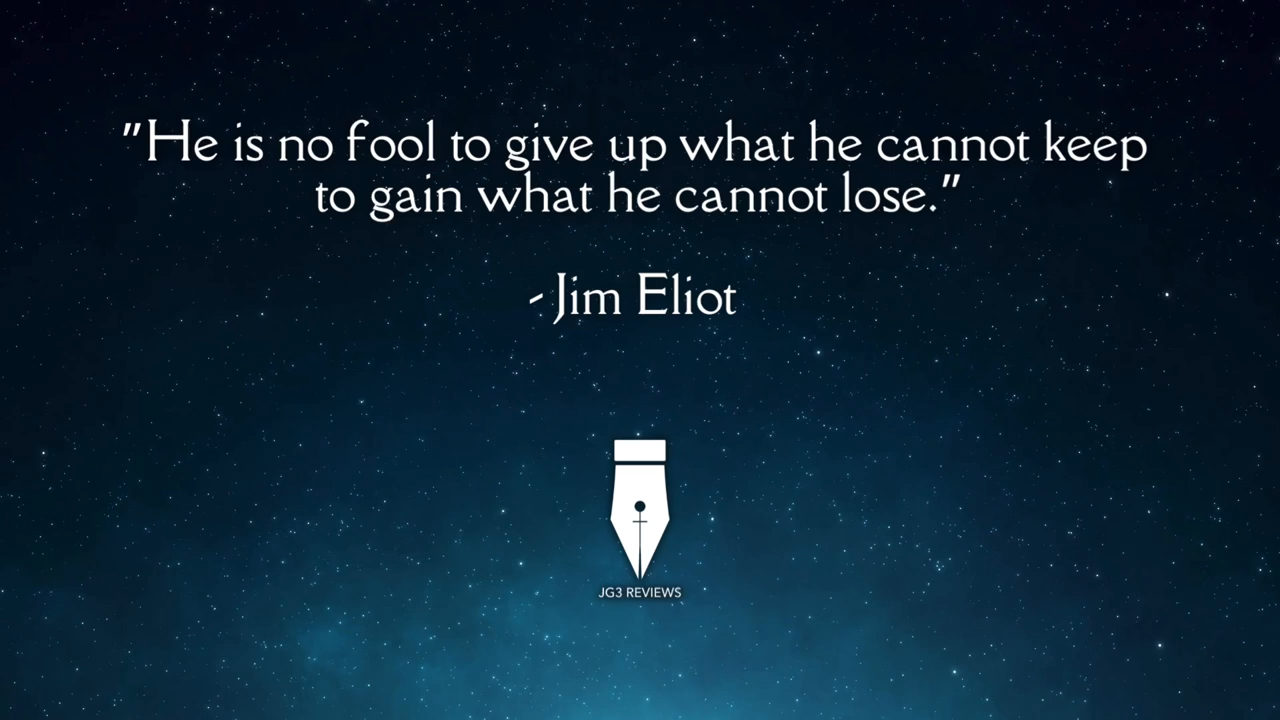 "He is no fool to give up what he cannot keep
to gain what he cannot lose."
- Jim Eliot
JG3 REVIEWS